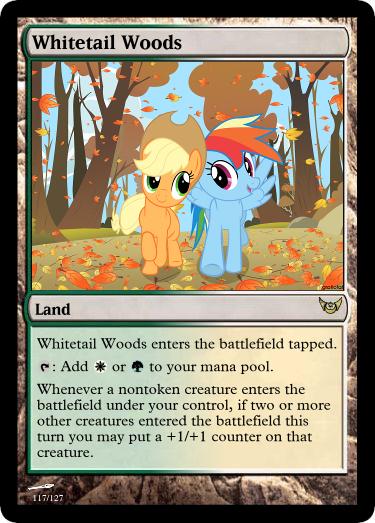 Whitetail Woods
Land
Whitetail Woods enters the battlefield tapped.
: Add or to your mana pool.
Whenever a nontoken creature enters the
battlefield under your control, if two or more
other creatures entered the battlefield this
turn you may put a +1/+1 counter on that
creature.
117/127